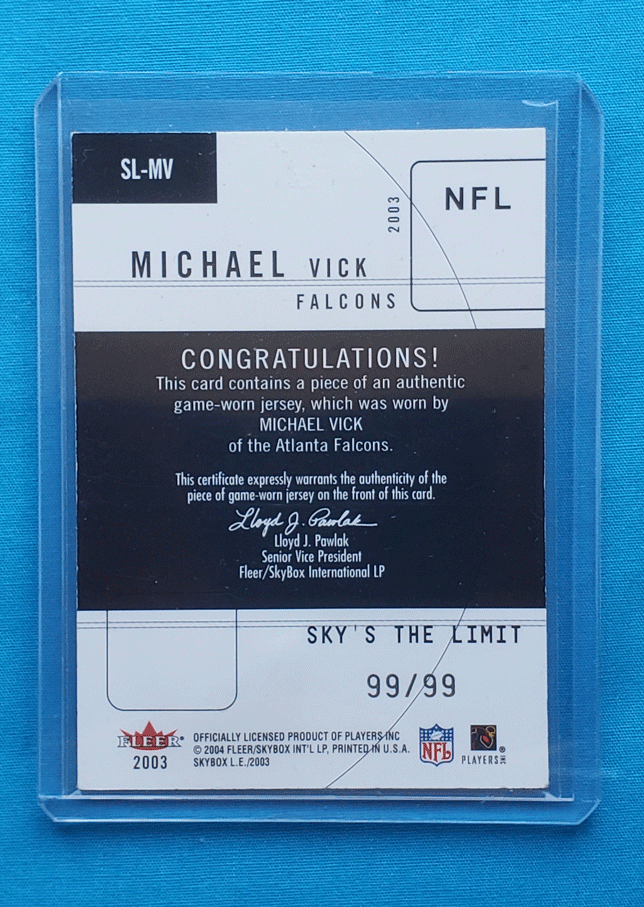 SL-MV
NFL
2003
MICHAEL VICK
FALCONS
CONGRATULATIONS!
This card contains a piece of an authentic
game-worn jersey, which was worn by
MICHAEL VICK
of the Atlanta Falcons.
This certificate expressly warrants the authenticity of the
piece of game-worn jersey on the front of this card.
Lloyd J. Pawlak
Lloyd J. Pawlak
Senior Vice President
Fleer/SkyBox International LP
SKY'S THE LIMIT
99/99
FLEER
2003
OFFICIALLY LICENSED PRODUCT OF PLAYERS INC
© 2004 FLEER/SKYBOX INT'L LP, PRINTED IN U.S.A.
SKYBOX L.E./2003
NFL
PLAYERS INC